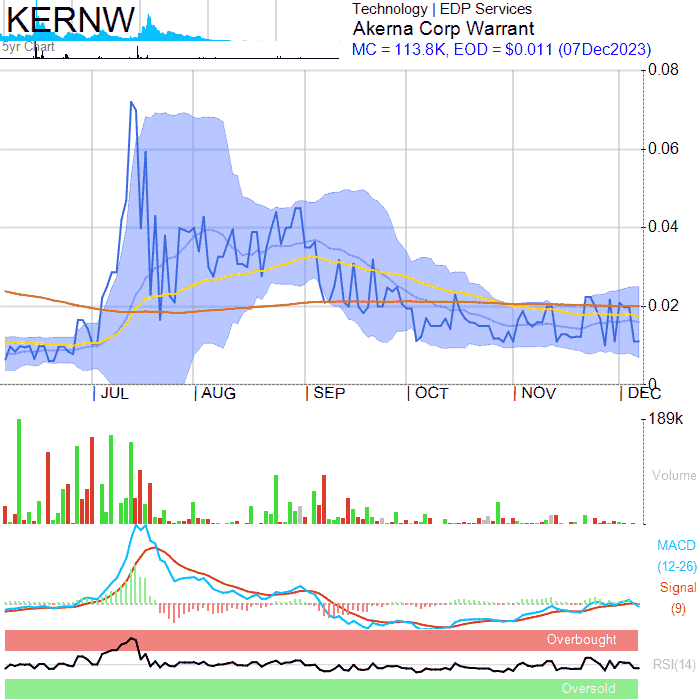 KERNW
5yr Chart
Technology | EDP Services
Akerna Corp Warrant
MC = 113.8K, EOD = $0.011 (07Dec2023)
0.08
0.06
0.04
0.02
0
JUL AUG SEP OCT NOV DEC
189k
Volume
MACD
(12-26)
Signal
(9)
Overbought
RSI(14)
Oversold